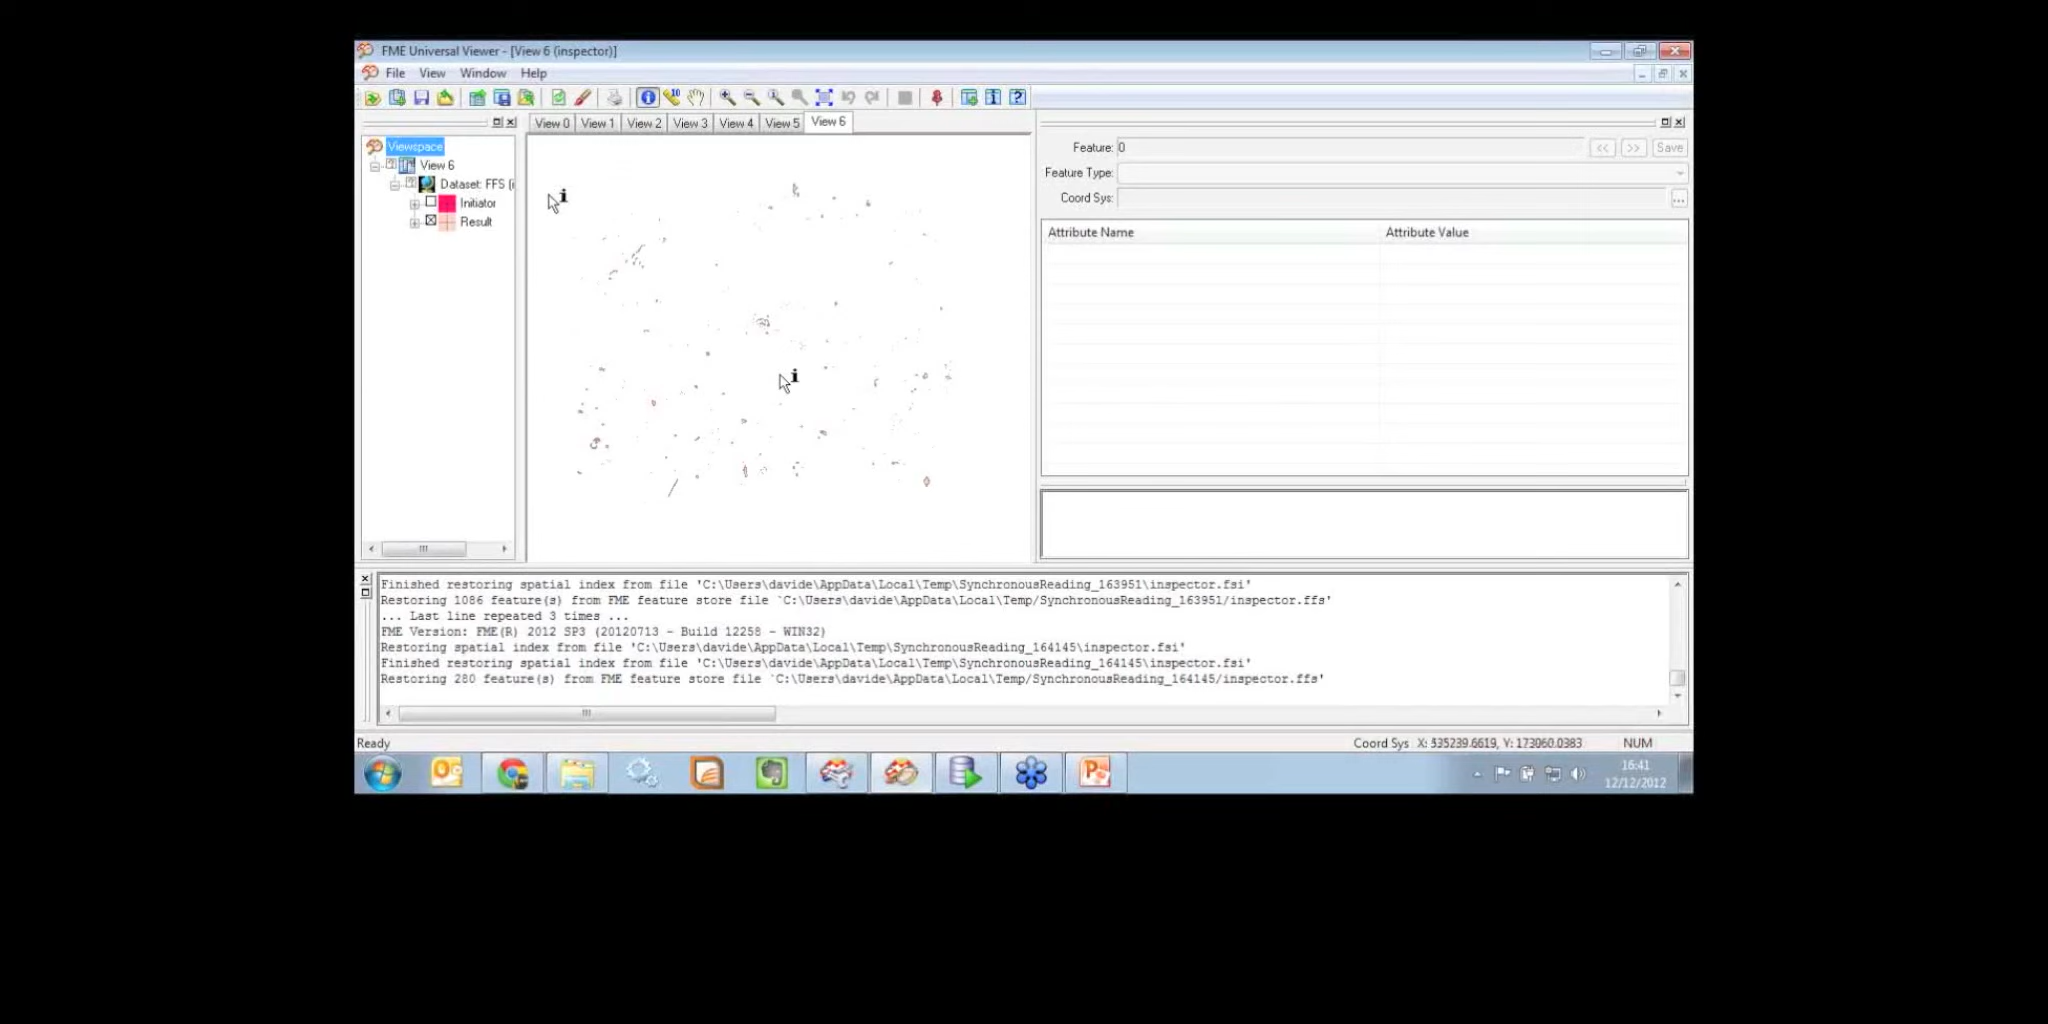 FME Universal Viewer - [View 6 (inspector)]
File View Window Help
View 0 View 1 View 2 View 3 View 4 View 5 View 6
Viewspace
View 6
Dataset: FFS (i
Initiator
Result
Feature: 0 << >> Save
Feature Type:
Coord Sys: ...
Attribute Name Attribute Value
Finished restoring spatial index from file 'C:\Users\davide\AppData\Local\Temp\SynchronousReading_163951\inspector.fsi'
Restoring 1086 feature(s) from FME feature store file `C:\Users\davide\AppData\Local\Temp/SynchronousReading_163951/inspector.ffs'
... Last line repeated 3 times ...
FME Version: FME(R) 2012 SP3 (20120713 - Build 12258 - WIN32)
Restoring spatial index from file 'C:\Users\davide\AppData\Local\Temp\SynchronousReading_164145\inspector.fsi'
Finished restoring spatial index from file 'C:\Users\davide\AppData\Local\Temp\SynchronousReading_164145\inspector.fsi'
Restoring 280 feature(s) from FME feature store file `C:\Users\davide\AppData\Local\Temp/SynchronousReading_164145/inspector.ffs'
Ready Coord Sys X: 335239.6619, Y: 173060.0383 NUM
16:41
12/12/2012